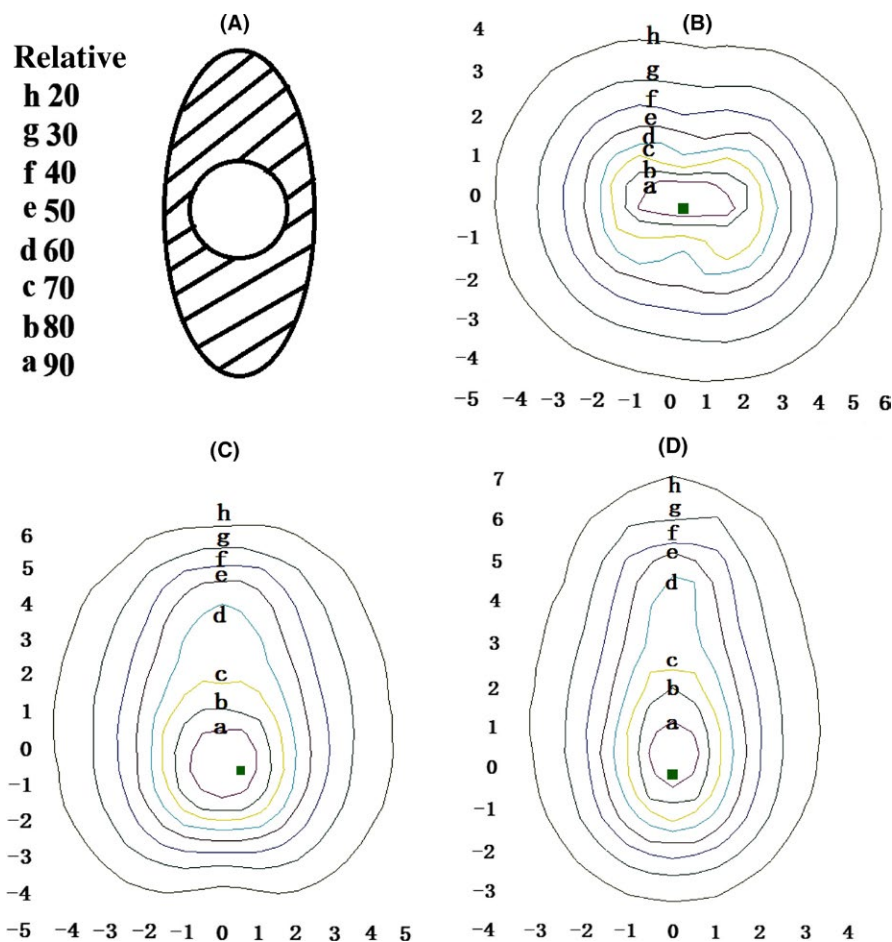 (A)
Relative
h 20
g 30
f 40
e 50
d 60
c 70
b 80
a 90
(B)
4
3
2
1
0
-1
-2
-3
-4
h
g
f
e
d
c
b
a
-5 -4 -3 -2 -1 0 1 2 3 4 5 6
(C)
6
5
4
3
2
1
0
-1
-2
-3
-4
h
g
f
e
d
c
b
a
-5 -4 -3 -2 -1 0 1 2 3 4 5
(D)
7
6
5
4
3
2
1
0
-1
-2
-3
h
g
f
e
d
c
b
a
-4 -3 -2 -1 0 1 2 3 4